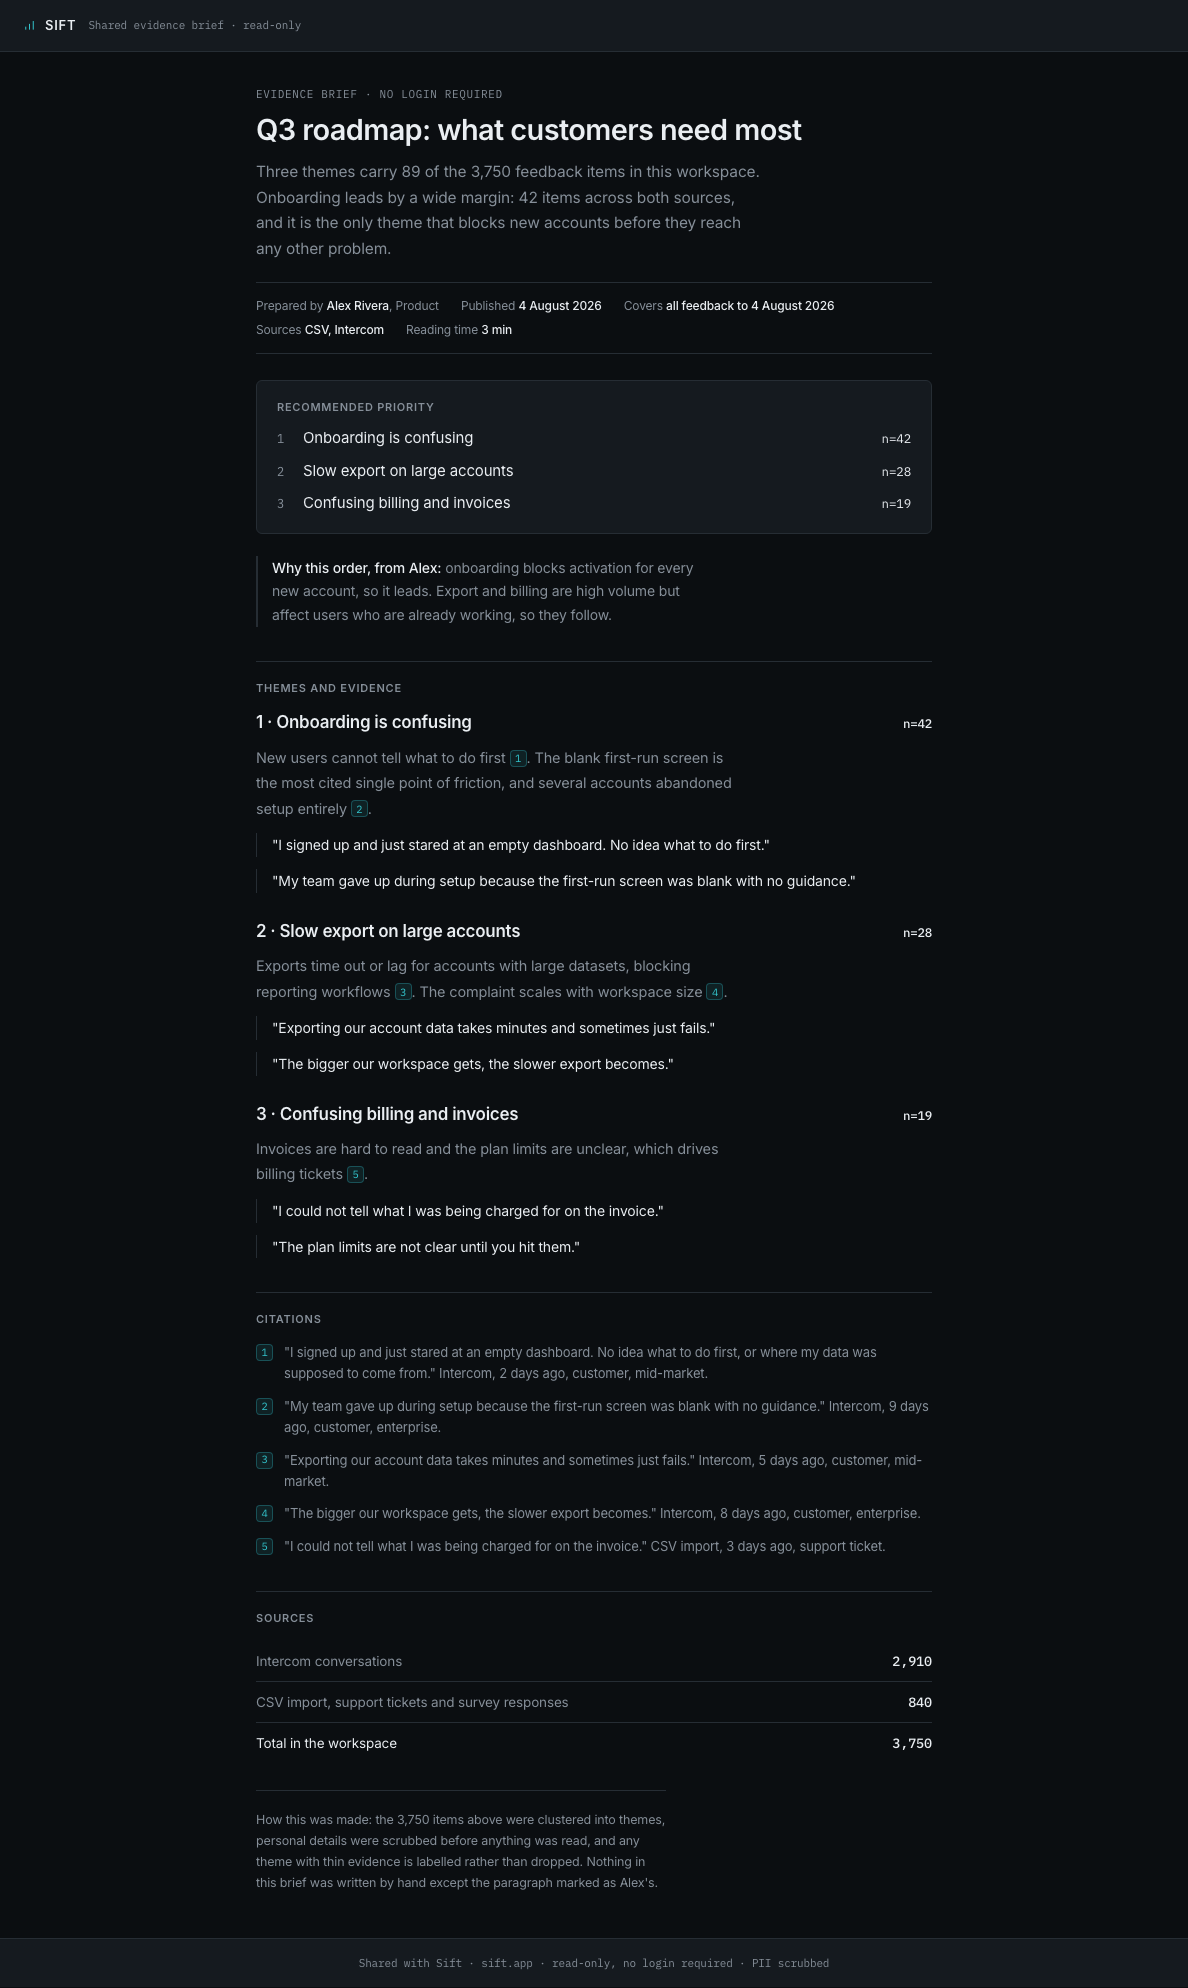 SIFT Shared evidence brief · read-only
EVIDENCE BRIEF · NO LOGIN REQUIRED
Q3 roadmap: what customers need most
Three themes carry 89 of the 3,750 feedback items in this workspace.
Onboarding leads by a wide margin: 42 items across both sources,
and it is the only theme that blocks new accounts before they reach
any other problem.
Prepared by Alex Rivera, Product Published 4 August 2026 Covers all feedback to 4 August 2026
Sources CSV, Intercom Reading time 3 min
RECOMMENDED PRIORITY
1 Onboarding is confusing n=42
2 Slow export on large accounts n=28
3 Confusing billing and invoices n=19
Why this order, from Alex: onboarding blocks activation for every
new account, so it leads. Export and billing are high volume but
affect users who are already working, so they follow.
THEMES AND EVIDENCE
1 · Onboarding is confusing n=42
New users cannot tell what to do first 1. The blank first-run screen is
the most cited single point of friction, and several accounts abandoned
setup entirely 2.
"I signed up and just stared at an empty dashboard. No idea what to do first."
"My team gave up during setup because the first-run screen was blank with no guidance."
2 · Slow export on large accounts n=28
Exports time out or lag for accounts with large datasets, blocking
reporting workflows 3. The complaint scales with workspace size 4.
"Exporting our account data takes minutes and sometimes just fails."
"The bigger our workspace gets, the slower export becomes."
3 · Confusing billing and invoices n=19
Invoices are hard to read and the plan limits are unclear, which drives
billing tickets 5.
"I could not tell what I was being charged for on the invoice."
"The plan limits are not clear until you hit them."
CITATIONS
1 "I signed up and just stared at an empty dashboard. No idea what to do first, or where my data was
supposed to come from." Intercom, 2 days ago, customer, mid-market.
2 "My team gave up during setup because the first-run screen was blank with no guidance." Intercom, 9 days
ago, customer, enterprise.
3 "Exporting our account data takes minutes and sometimes just fails." Intercom, 5 days ago, customer, mid-
market.
4 "The bigger our workspace gets, the slower export becomes." Intercom, 8 days ago, customer, enterprise.
5 "I could not tell what I was being charged for on the invoice." CSV import, 3 days ago, support ticket.
SOURCES
Intercom conversations 2,910
CSV import, support tickets and survey responses 840
Total in the workspace 3,750
How this was made: the 3,750 items above were clustered into themes,
personal details were scrubbed before anything was read, and any
theme with thin evidence is labelled rather than dropped. Nothing in
this brief was written by hand except the paragraph marked as Alex's.
Shared with Sift · sift.app · read-only, no login required · PII scrubbed